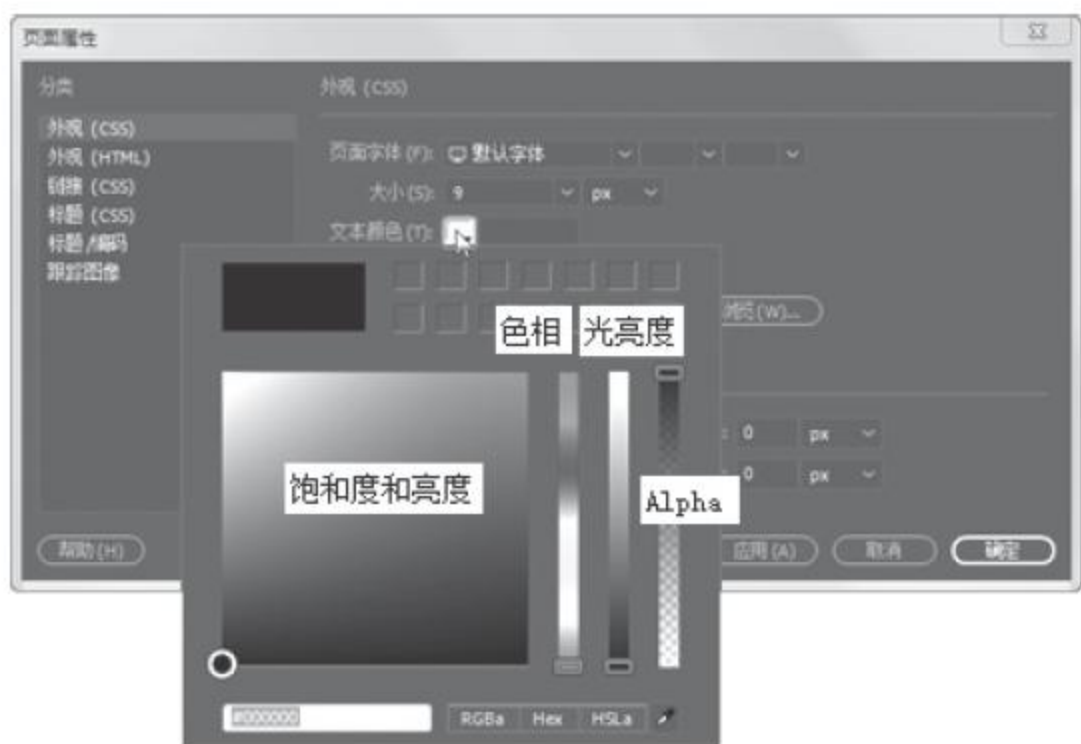 页面属性
分类
外观 (CSS)
外观 (CSS)
外观 (HTML)
链接 (CSS)
标题 (CSS)
标题/编码
跟踪图像
页面字体 (F): 默认字体
大小 (S): 9 px
文本颜色 (T):
色相 光亮度
浏览(W)...
饱和度和亮度
Alpha
: 0 px
: 0 px
帮助(H) 应用(A) 取消 确定
#000000 RGBa Hex HSLa